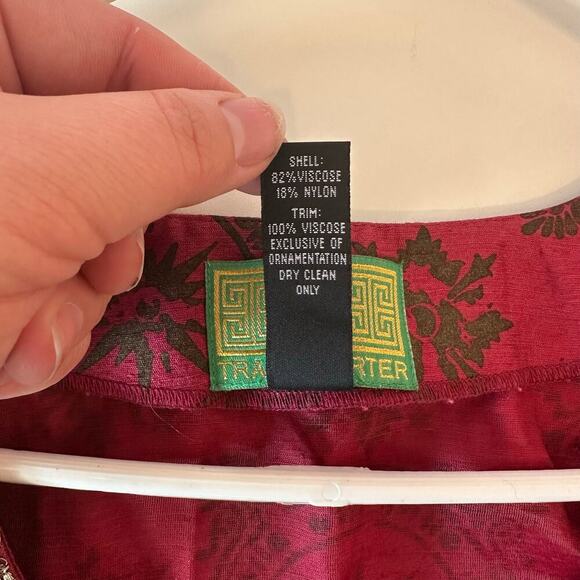 SHELL:
82%VISCOSE
18% NYLON
TRIM:
100% VISCOSE
EXCLUSIVE OF
ORNAMENTATION
DRY CLEAN
ONLY